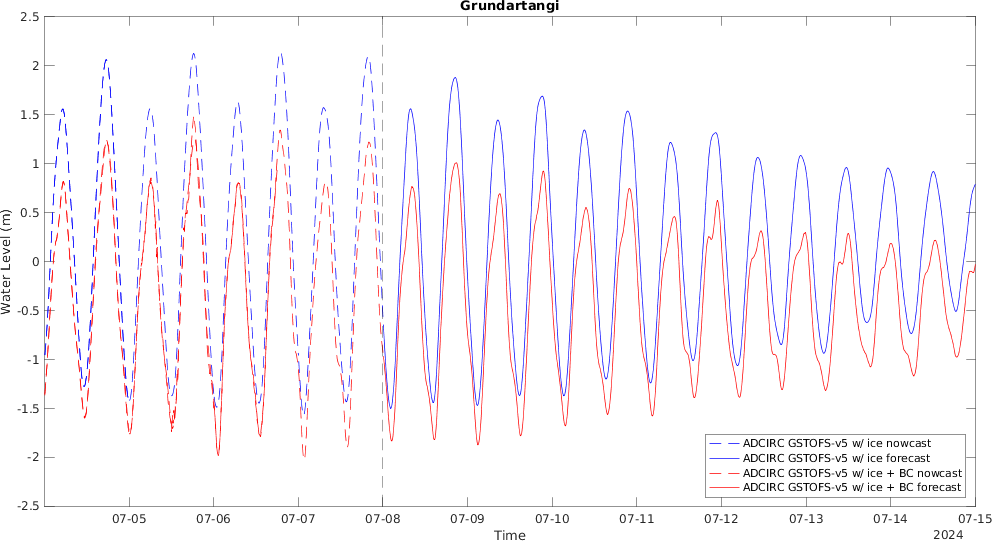 Grundartangi
2.5
2
1.5
1
0.5
0
-0.5
-1
-1.5
-2
-2.5
Water Level (m)
07-05 07-06 07-07 07-08 07-09 07-10 07-11 07-12 07-13 07-14 07-15
Time
2024
ADCIRC GSTOFS-v5 w/ ice nowcast
ADCIRC GSTOFS-v5 w/ ice forecast
ADCIRC GSTOFS-v5 w/ ice + BC nowcast
ADCIRC GSTOFS-v5 w/ ice + BC forecast